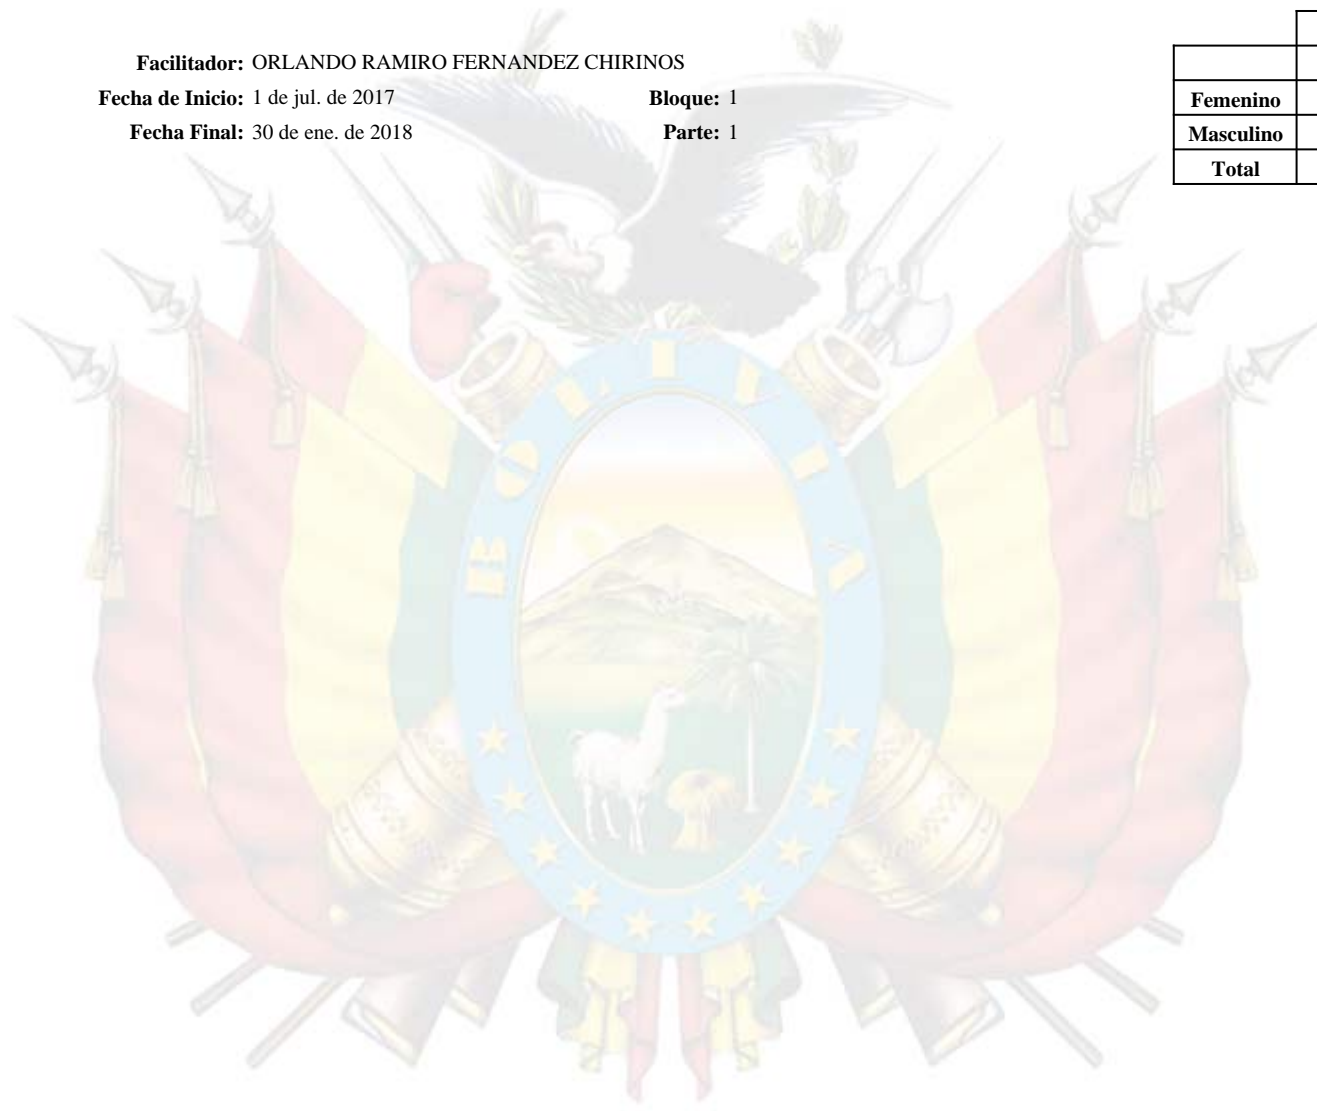 Facilitador: ORLANDO RAMIRO FERNANDEZ CHIRINOS
Fecha de Inicio: 1 de jul. de 2017 Bloque: 1
Fecha Final: 30 de ene. de 2018 Parte: 1
Femenino
Masculino
Total
BOLIVIA